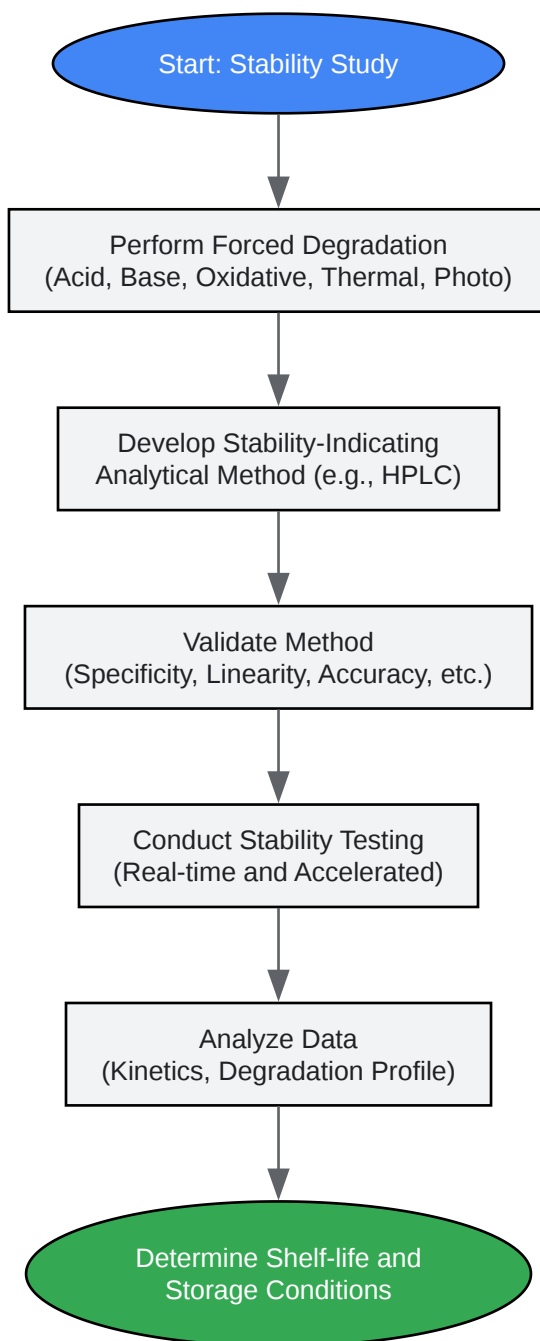 Start: Stability Study
Perform Forced Degradation
(Acid, Base, Oxidative, Thermal, Photo)
Develop Stability-Indicating
Analytical Method (e.g., HPLC)
Validate Method
(Specificity, Linearity, Accuracy, etc.)
Conduct Stability Testing
(Real-time and Accelerated)
Analyze Data
(Kinetics, Degradation Profile)
Determine Shelf-life and
Storage Conditions